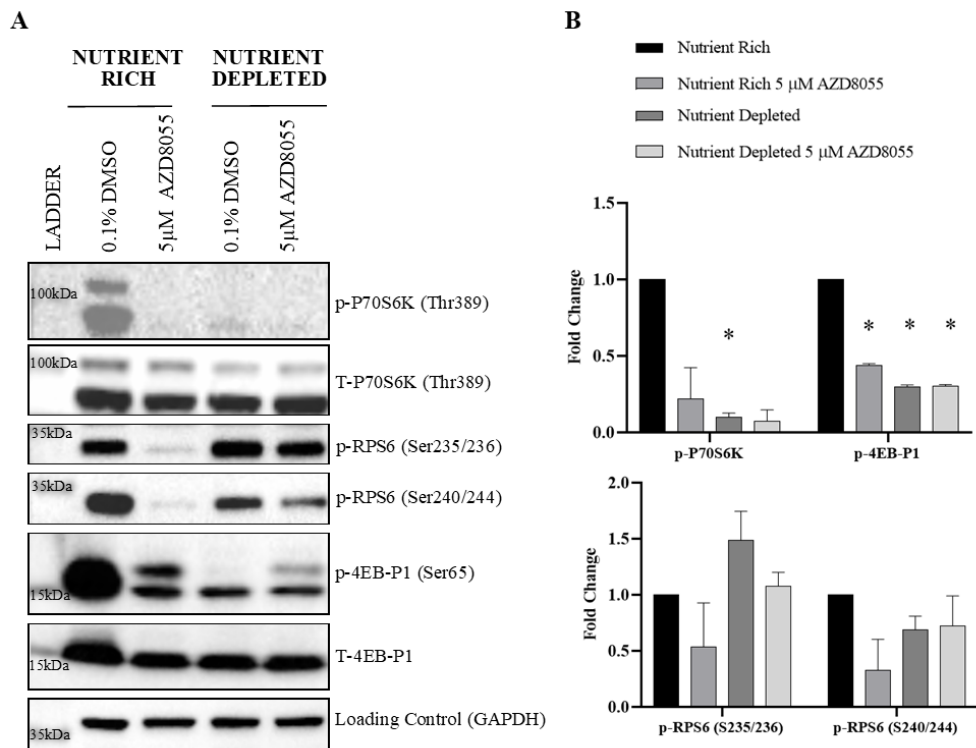 A
NUTRIENT RICH
NUTRIENT DEPLETED
LADDER
0.1% DMSO
5µM AZD8055
0.1% DMSO
5µM AZD8055
100kDa
p-P70S6K (Thr389)
100kDa
T-P70S6K (Thr389)
35kDa
p-RPS6 (Ser235/236)
35kDa
p-RPS6 (Ser240/244)
15kDa
p-4EB-P1 (Ser65)
15kDa
T-4EB-P1
35kDa
Loading Control (GAPDH)
B
Nutrient Rich
Nutrient Rich 5 µM AZD8055
Nutrient Depleted
Nutrient Depleted 5 µM AZD8055
Fold Change
1.5
1.0
0.5
0.0
*
* * *
p-P70S6K
p-4EB-P1
Fold Change
2.0
1.5
1.0
0.5
0.0
p-RPS6 (S235/236)
p-RPS6 (S240/244)